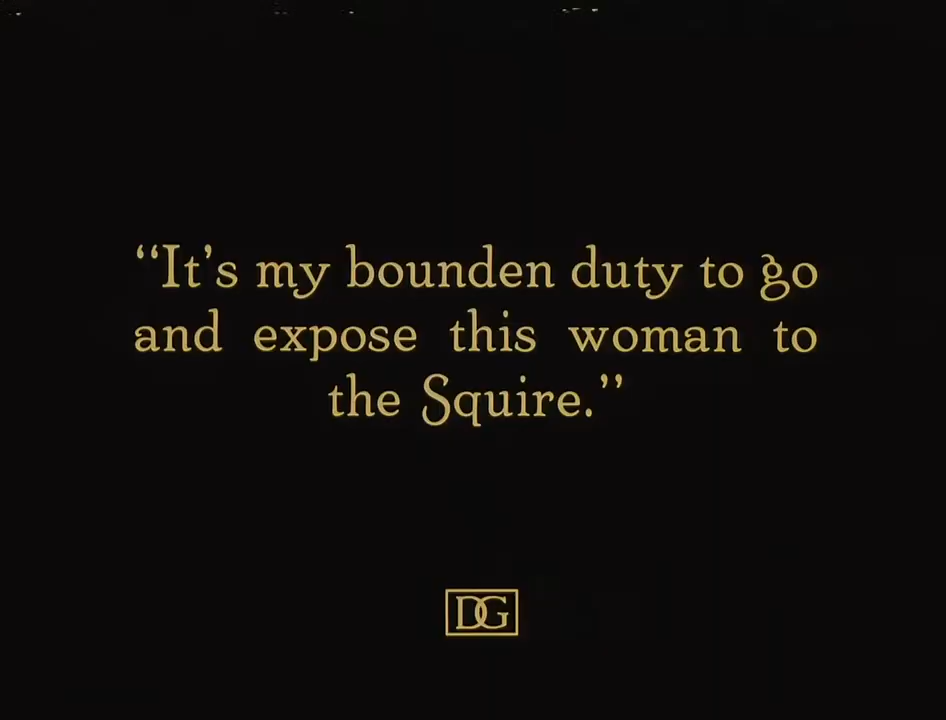 “It’s my bounden duty to go
and expose this woman to
the Squire.”
DG